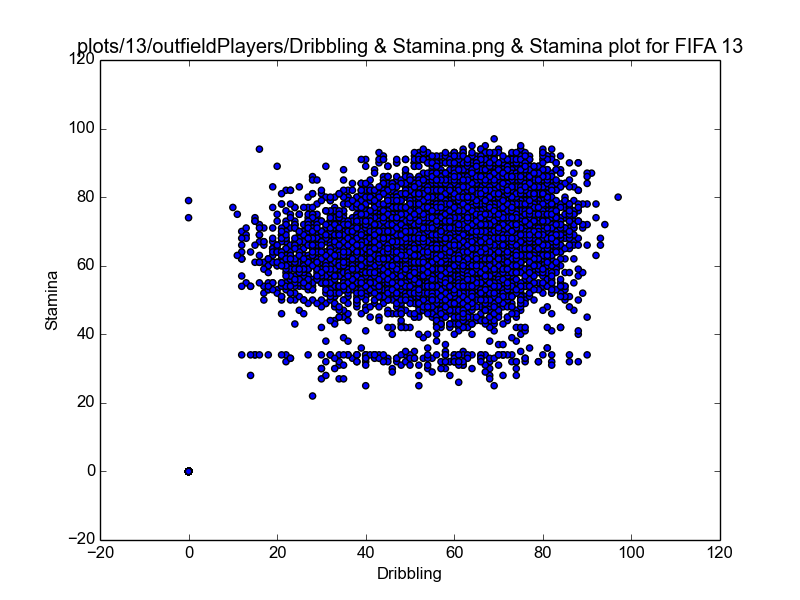 plots/13/outfieldPlayers/Dribbling & Stamina.png & Stamina plot for FIFA 13
120
100
80
60
40
20
0
−20
Stamina
−20 0 20 40 60 80 100 120
Dribbling